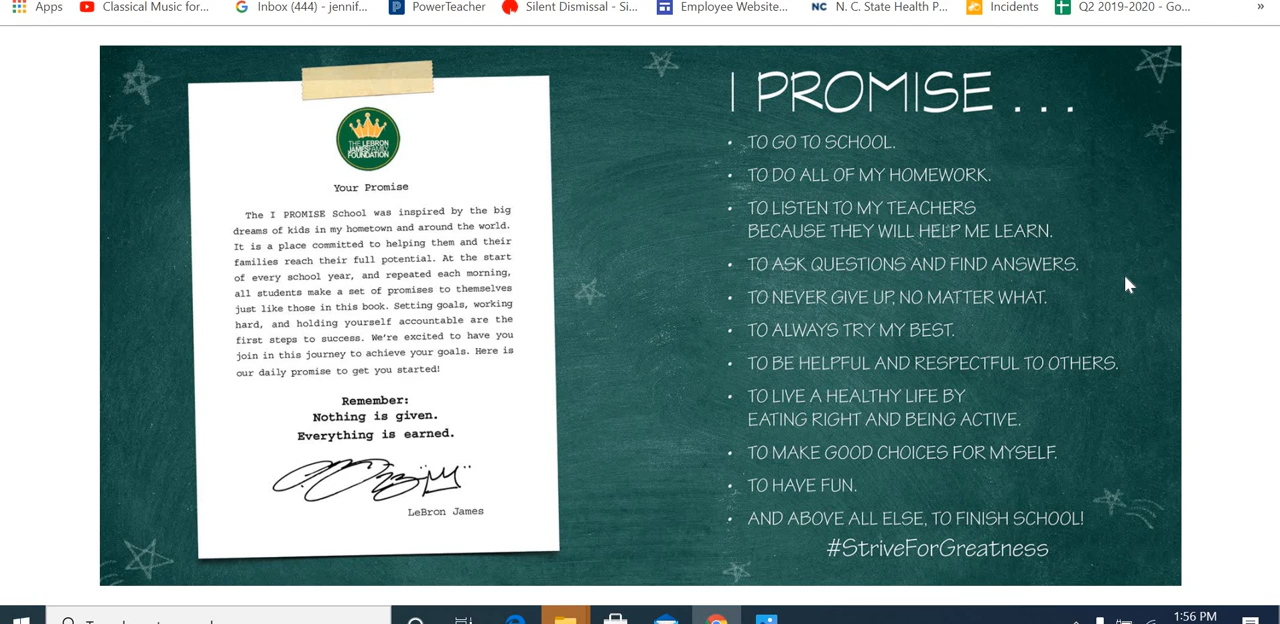 Apps
Classical Music for...
Inbox (444) - jennif...
PowerTeacher
Silent Dismissal - Si...
Employee Website...
NC
N. C. State Health P...
Incidents
Q2 2019-2020 - Go...
»
THE LEBRON
JAMES FAMILY
FOUNDATION
Your Promise
The I PROMISE School was inspired by the big
dreams of kids in my hometown and around the world.
It is a place committed to helping them and their
families reach their full potential. At the start
of every school year, and repeated each morning,
all students make a set of promises to themselves
just like those in this book. Setting goals, working
hard, and holding yourself accountable are the
first steps to success. We're excited to have you
join in this journey to achieve your goals. Here is
our daily promise to get you started!
Remember:
Nothing is given.
Everything is earned.
LeBron James
I PROMISE . . .
• TO GO TO SCHOOL.
• TO DO ALL OF MY HOMEWORK.
• TO LISTEN TO MY TEACHERS
BECAUSE THEY WILL HELP ME LEARN.
• TO ASK QUESTIONS AND FIND ANSWERS.
• TO NEVER GIVE UP, NO MATTER WHAT.
• TO ALWAYS TRY MY BEST.
• TO BE HELPFUL AND RESPECTFUL TO OTHERS.
• TO LIVE A HEALTHY LIFE BY
EATING RIGHT AND BEING ACTIVE.
• TO MAKE GOOD CHOICES FOR MYSELF.
• TO HAVE FUN.
• AND ABOVE ALL ELSE, TO FINISH SCHOOL!
#StriveForGreatness
1:56 PM